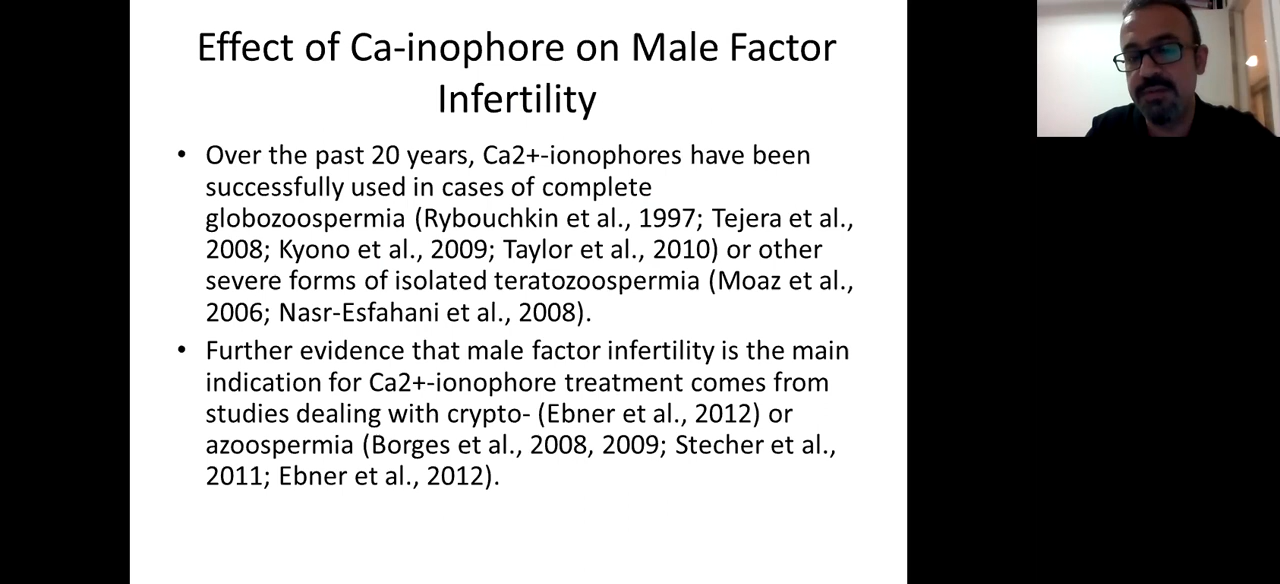 Effect of Ca-inophore on Male Factor
Infertility
• Over the past 20 years, Ca2+-ionophores have been
successfully used in cases of complete
globozoospermia (Rybouchkin et al., 1997; Tejera et al.,
2008; Kyono et al., 2009; Taylor et al., 2010) or other
severe forms of isolated teratozoospermia (Moaz et al.,
2006; Nasr-Esfahani et al., 2008).
• Further evidence that male factor infertility is the main
indication for Ca2+-ionophore treatment comes from
studies dealing with crypto- (Ebner et al., 2012) or
azoospermia (Borges et al., 2008, 2009; Stecher et al.,
2011; Ebner et al., 2012).